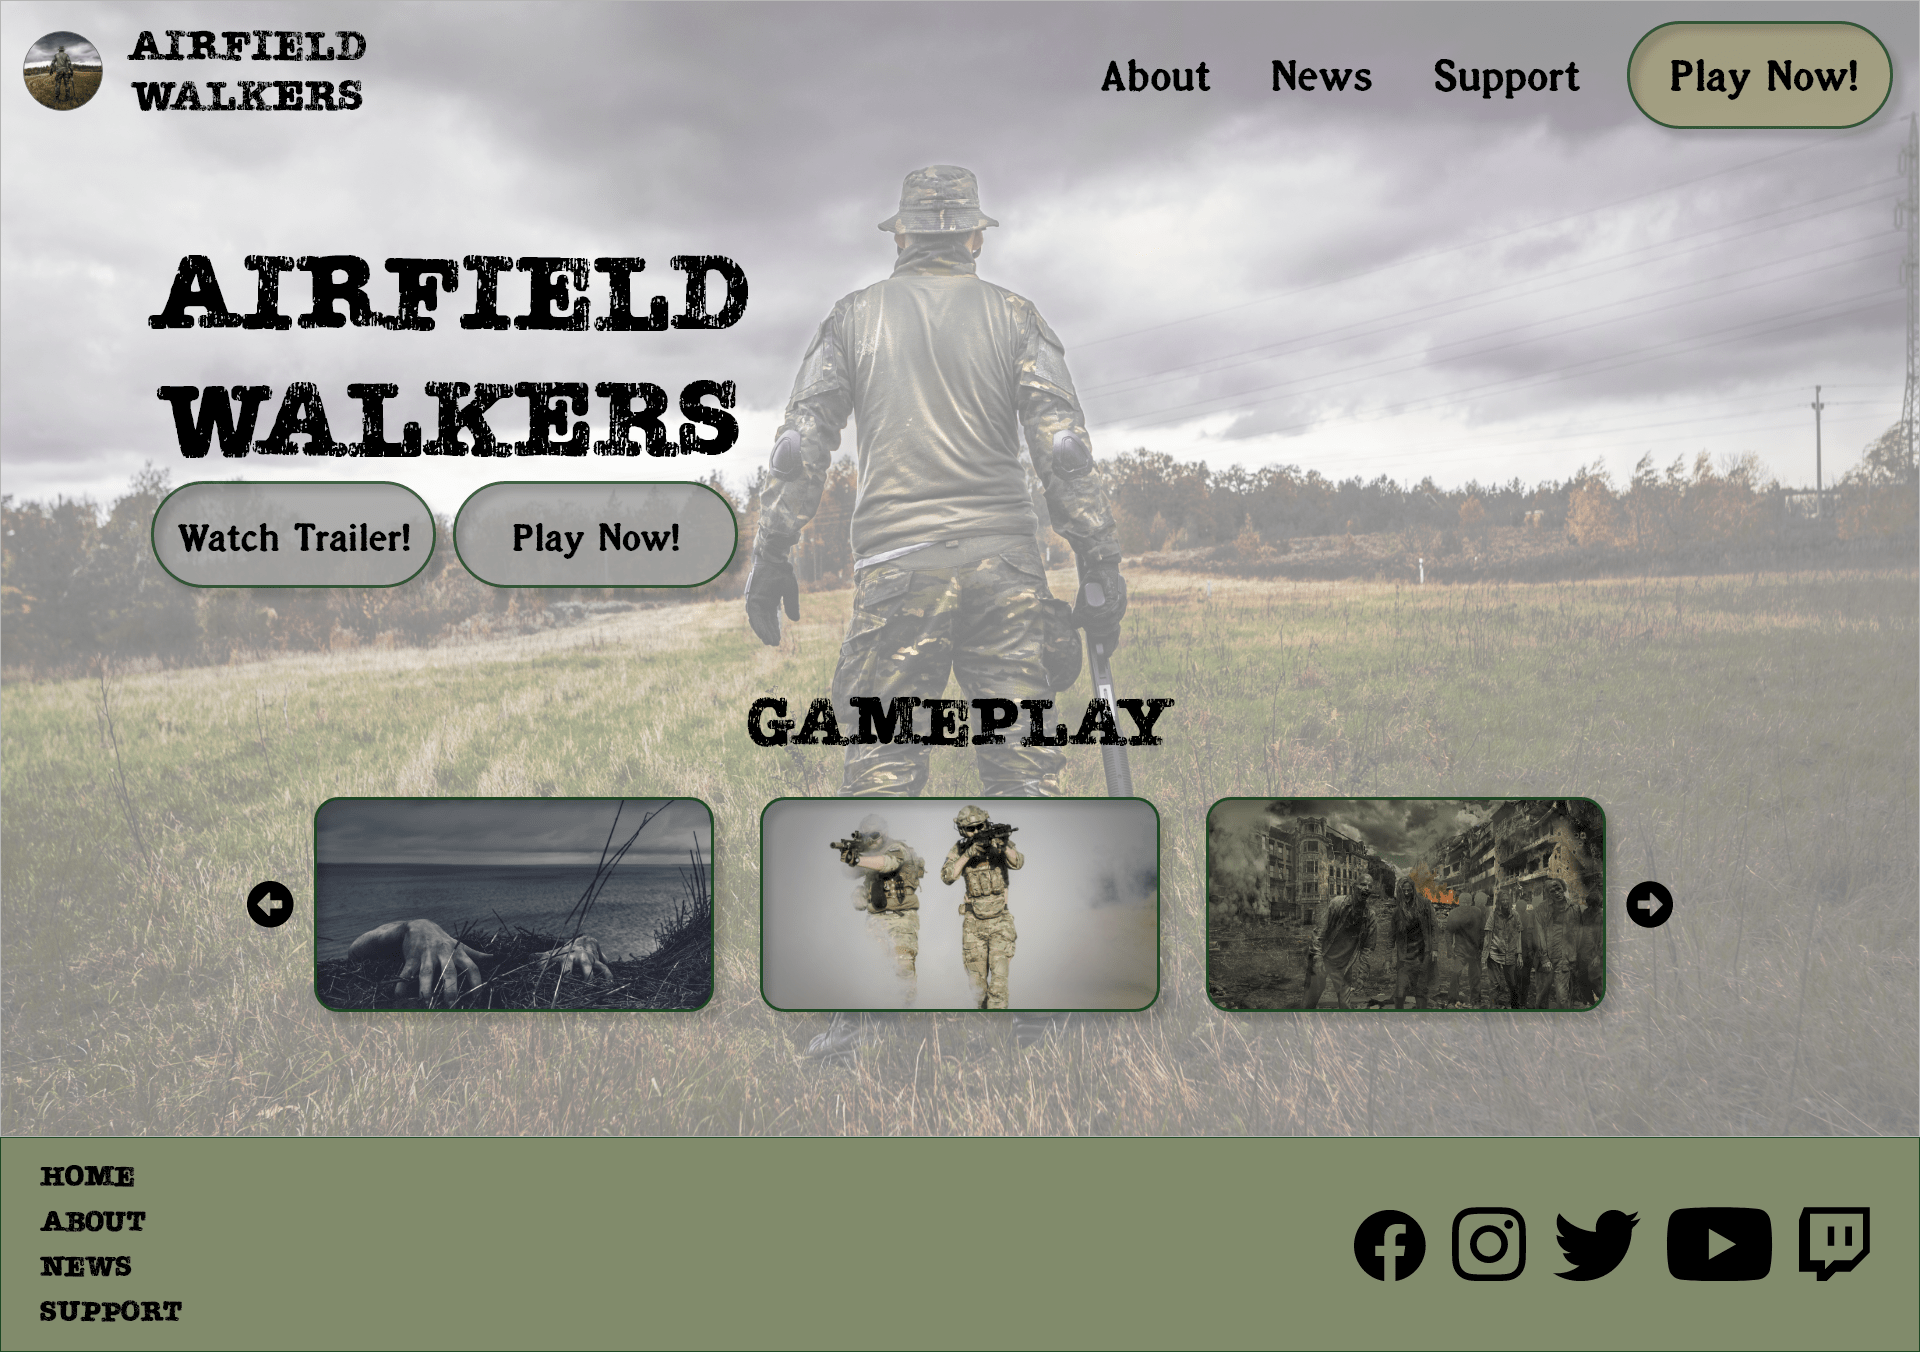 AIRFIELD
WALKERS
About News Support Play Now!
AIRFIELD
WALKERS
Watch Trailer! Play Now!
GAMEPLAY
HOME
ABOUT
NEWS
SUPPORT